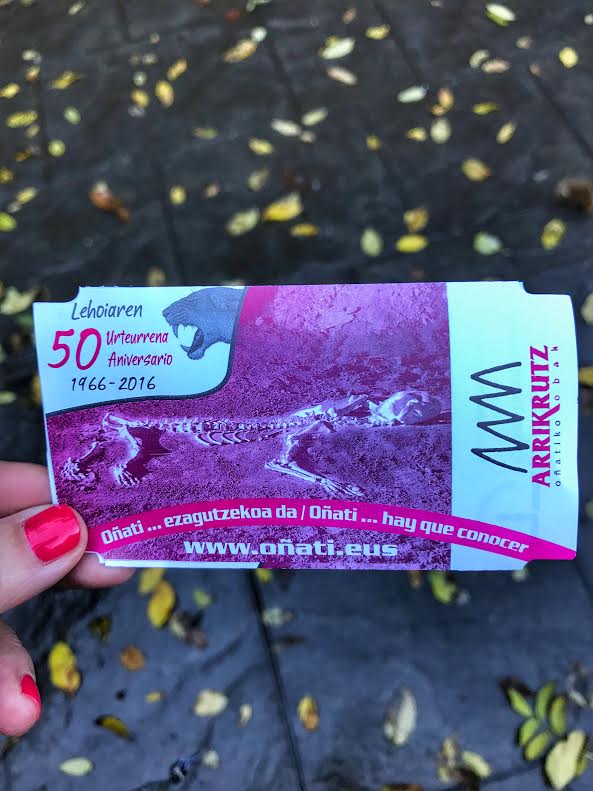 Lehoiaren
50 Urteurrena
Aniversario
1966-2016
Oñati ... ezagutzekoa da / Oñati ... hay que conocer
www.oñati.eus
ARRIKRUTZ
oñatiko kobak